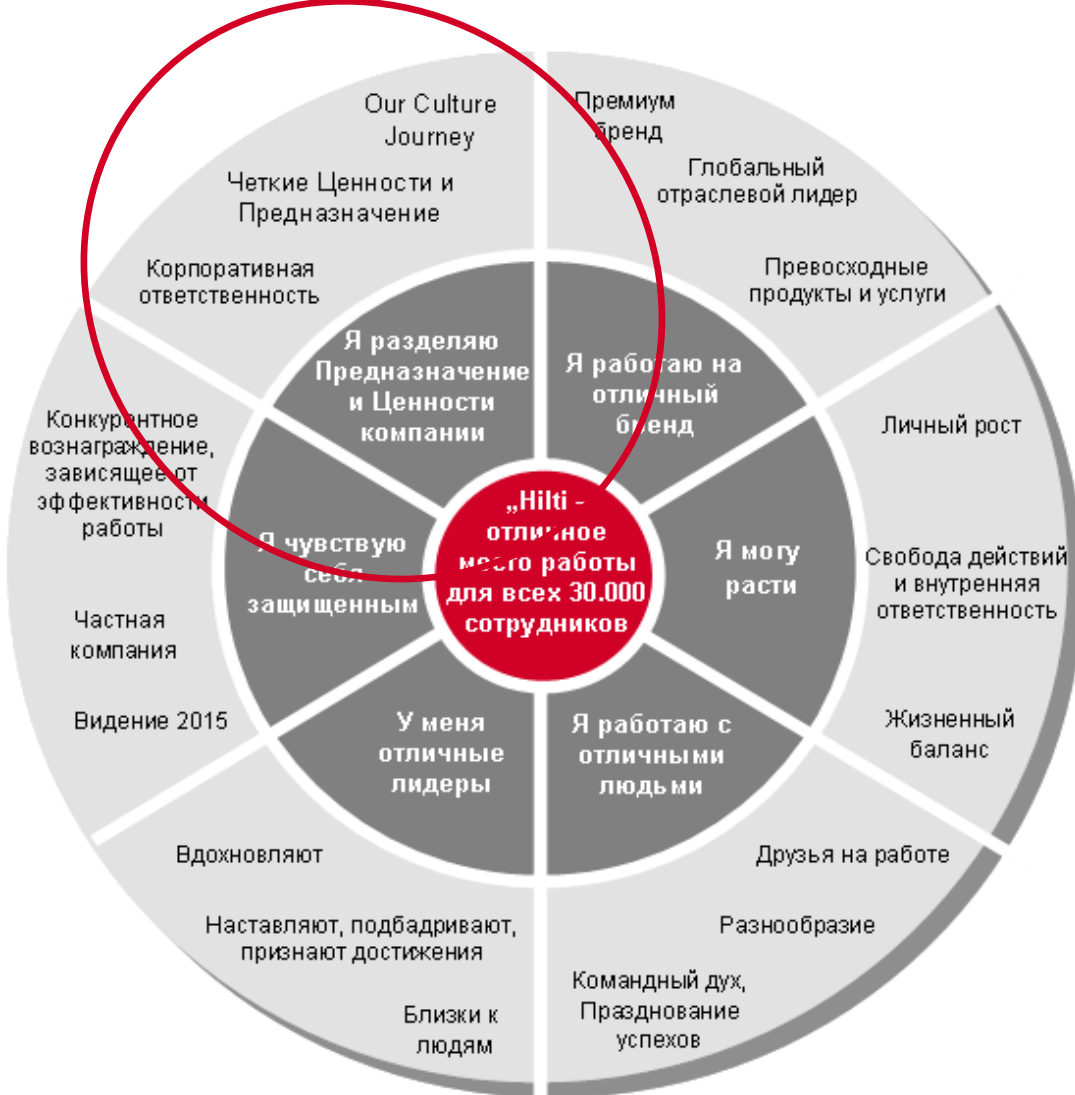 Our Culture
Journey
Четкие Ценности и
Предназначение
Корпоративная
ответственность
Премиум
бренд
Глобальный
отраслевой лидер
Превосходные
продукты и услуги
Я разделяю
Предназначение
и Ценности
компании
Я работаю на
отличный
бренд
Конкурентное
вознаграждение,
зависящее от
эффективности
работы
Частная
компания
Видение 2015
Я чувствую
себя
защищенным
„Hilti -
отличное
место работы
для всех 30.000
сотрудников
Я могу
расти
Личный рост
Свобода действий
и внутренняя
ответственность
Жизненный
баланс
У меня
отличные
лидеры
Я работаю с
отличными
людьми
Вдохновляют
Наставляют, подбадривают,
признают достижения
Близки к
людям
Друзья на работе
Разнообразие
Командный дух,
Празднование
успехов